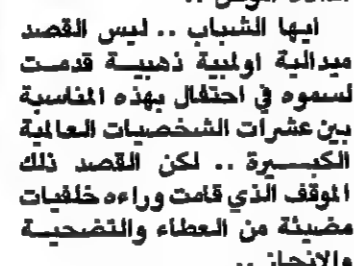 ايها الشباب .. ليس القصد
ميدالية اولمبية ذهبية قدمت
لسموه في احتفال بهذه المناسبة
بين عشرات الشخصيات العالمية
الكبيرة .. لكن القصد ذلك
الموقف الذي قامت وراءه خلفيات
مضيئة من العطاء والتضحية
والانجاز ..